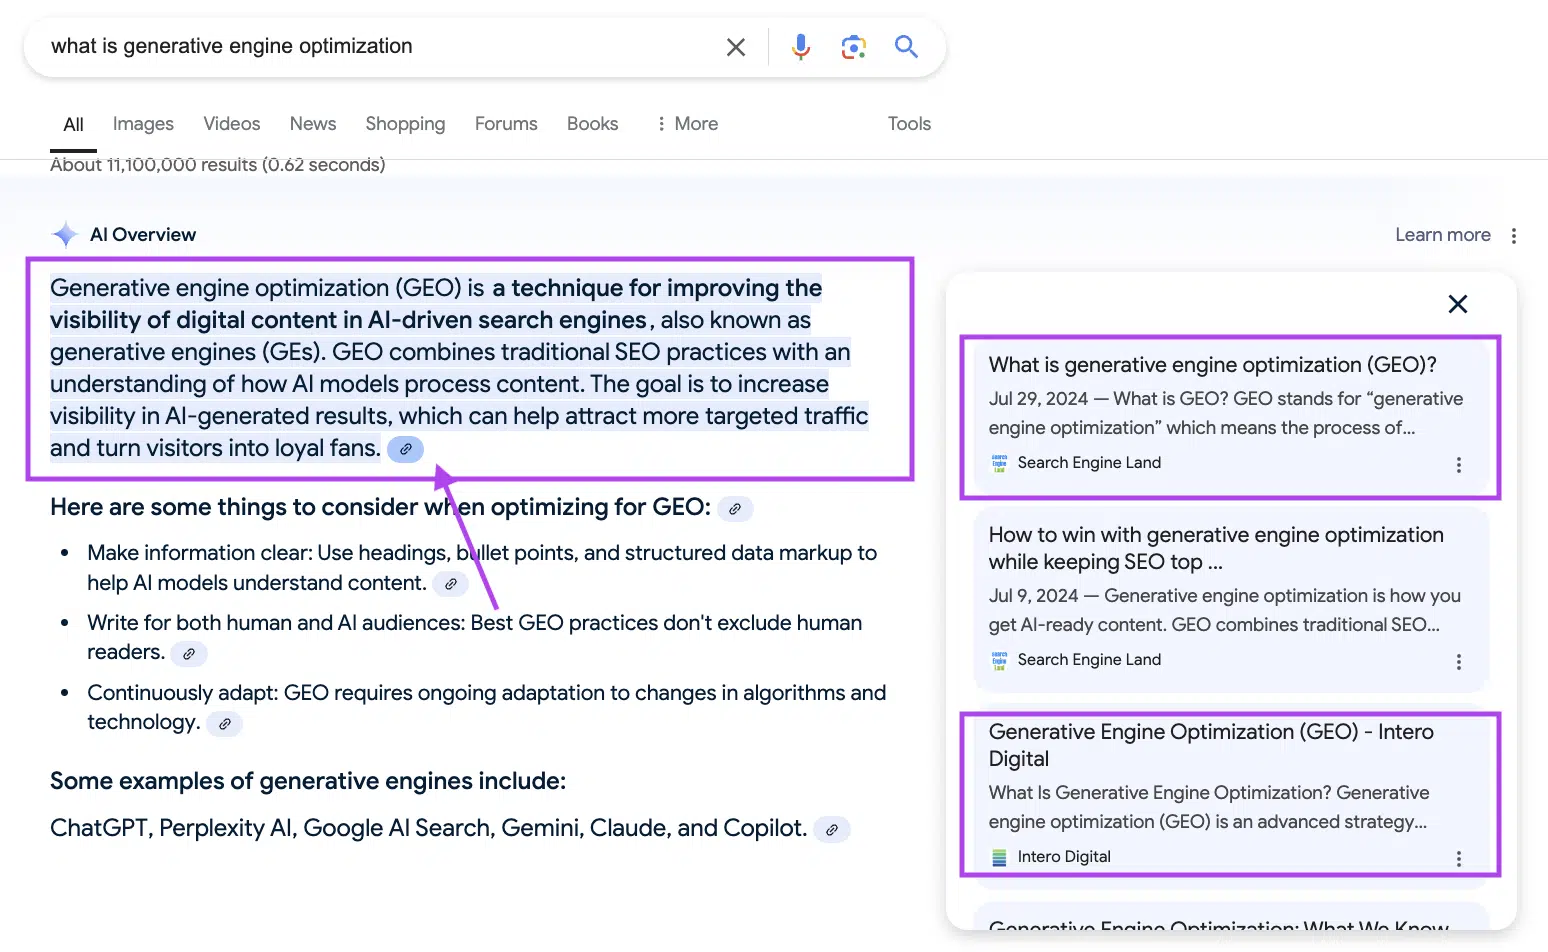 what is generative engine optimization
All Images Videos News Shopping Forums Books More Tools
About 11,100,000 results (0.62 seconds)
AI Overview
Learn more
Generative engine optimization (GEO) is a technique for improving the
visibility of digital content in AI-driven search engines, also known as
generative engines (GEs). GEO combines traditional SEO practices with an
understanding of how AI models process content. The goal is to increase
visibility in AI-generated results, which can help attract more targeted traffic
and turn visitors into loyal fans.
Here are some things to consider when optimizing for GEO:
• Make information clear: Use headings, bullet points, and structured data markup to
help AI models understand content.
• Write for both human and AI audiences: Best GEO practices don't exclude human
readers.
• Continuously adapt: GEO requires ongoing adaptation to changes in algorithms and
technology.
Some examples of generative engines include:
ChatGPT, Perplexity AI, Google AI Search, Gemini, Claude, and Copilot.
What is generative engine optimization (GEO)?
Jul 29, 2024 — What is GEO? GEO stands for “generative
engine optimization” which means the process of...
Search Engine Land
Search Engine Land
How to win with generative engine optimization
while keeping SEO top ...
Jul 9, 2024 — Generative engine optimization is how you
get AI-ready content. GEO combines traditional SEO...
Search Engine Land
Search Engine Land
Generative Engine Optimization (GEO) - Intero
Digital
What Is Generative Engine Optimization? Generative
engine optimization (GEO) is an advanced strategy...
Intero Digital
Generative Engine Optimization: What We Know